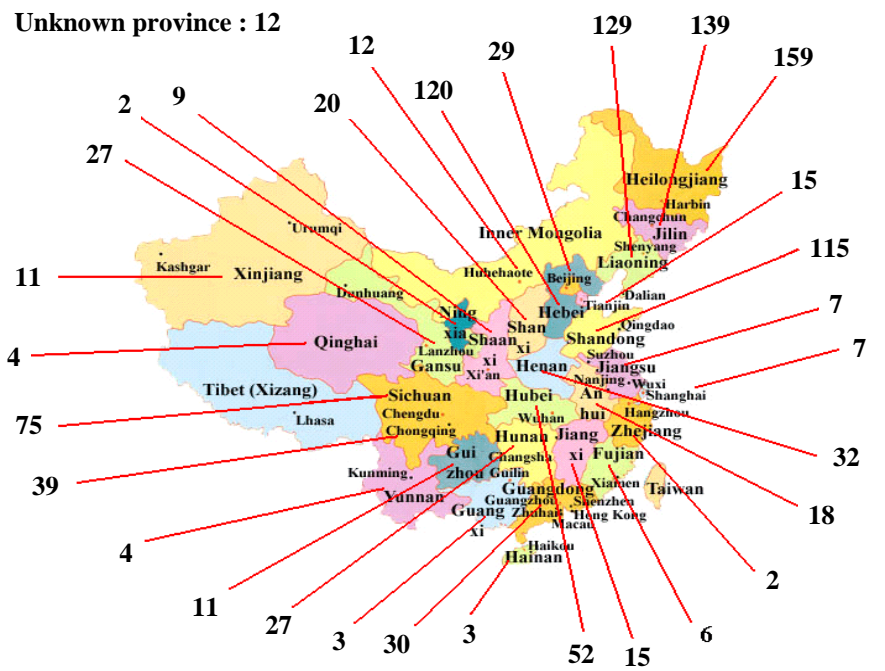 Unknown province : 12
129
139
12
29
159
9
120
2
20
27
Heilongjiang
15
Harbin
Changchun
Urumqi
Jilin
Inner Mongolia
Shenyang
115
Kashgar
Liaoning
Huhehaote
Beijing
11
Xinjiang
Danhuang
Dalian
Tianjin
7
Ning
xia
Hebei
Shan
xi
Qingdao
Shaan
xi
Shandong
4
Qinghai
Lanzhou
Suzhou
Gansu
Henan
Jiangsu
7
Xi'an
Nanjing
Wuxi
Tibet (Xizang)
Sichuan
Hubei
An
hui
Shanghai
Chengdu
Wuhan
Hangzhou
75
Lhasa
Chongqing
Zhejiang
Hunan
Jiang
xi
Gui
zhou
Fujian
32
Changsha
Kunming
Guilin
39
Xiamen
Yunnan
Guangdong
Taiwan
Guangzhou
Shenzhen
Guang
xi
Zhuhai
Hong Kong
18
Macau
4
Haikou
Hainan
2
11
27
3
30
3
52
15
6